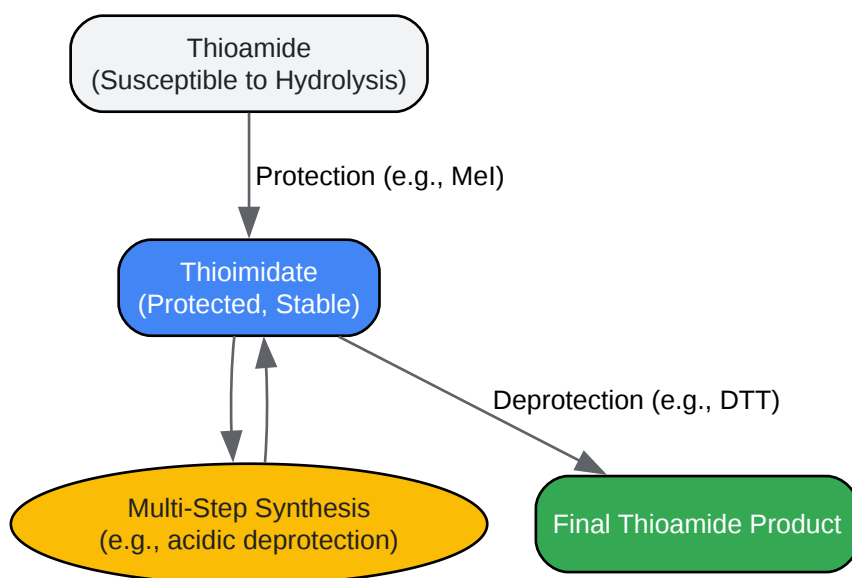 Thioamide
(Susceptible to Hydrolysis)
Protection (e.g., MeI)
Thioimidate
(Protected, Stable)
Deprotection (e.g., DTT)
Multi-Step Synthesis
(e.g., acidic deprotection)
Final Thioamide Product